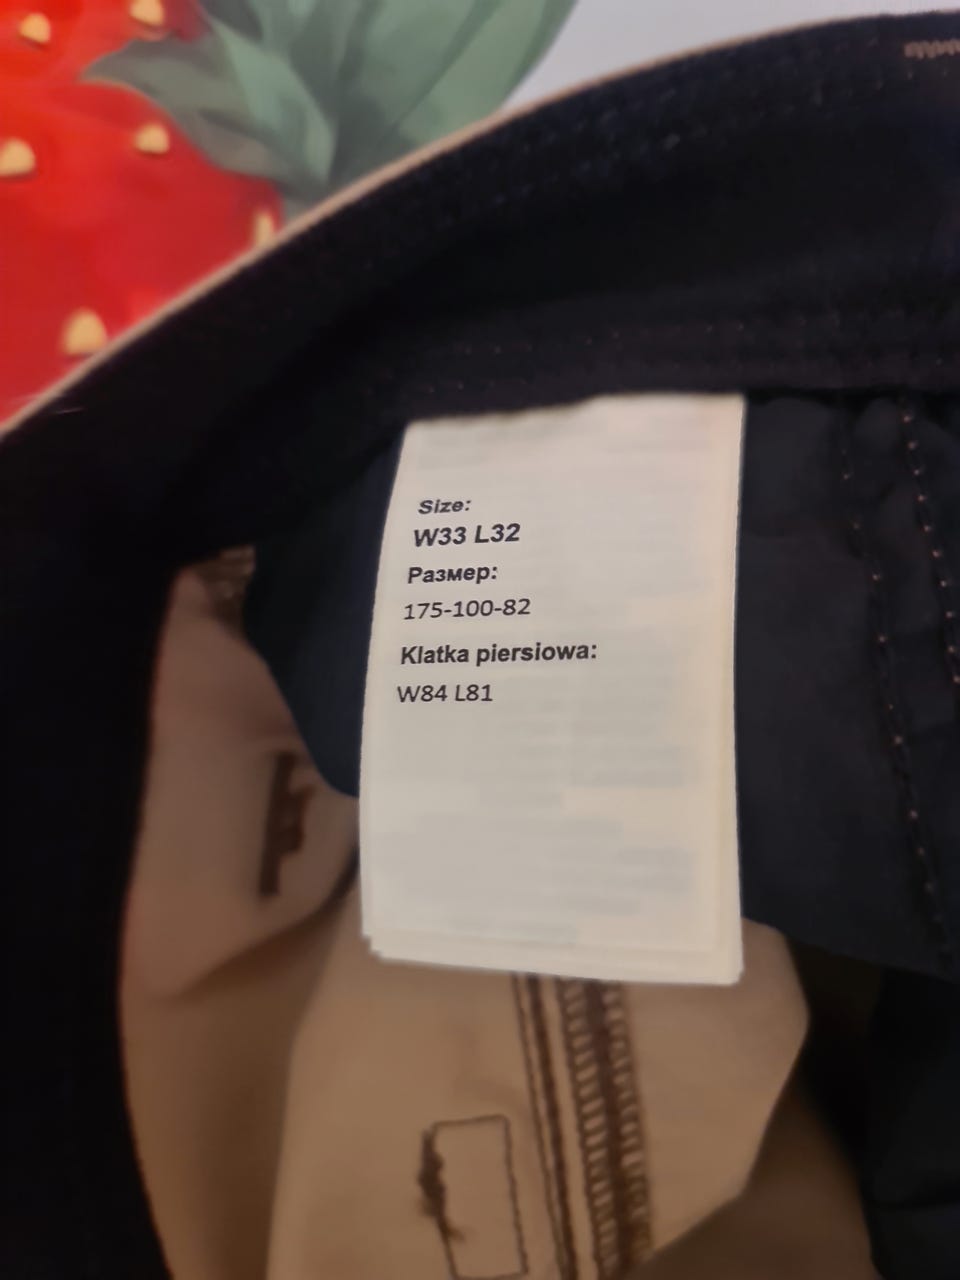 Size:
W33 L32
Размер:
175-100-82
Klatka piersiowa:
W84 L81